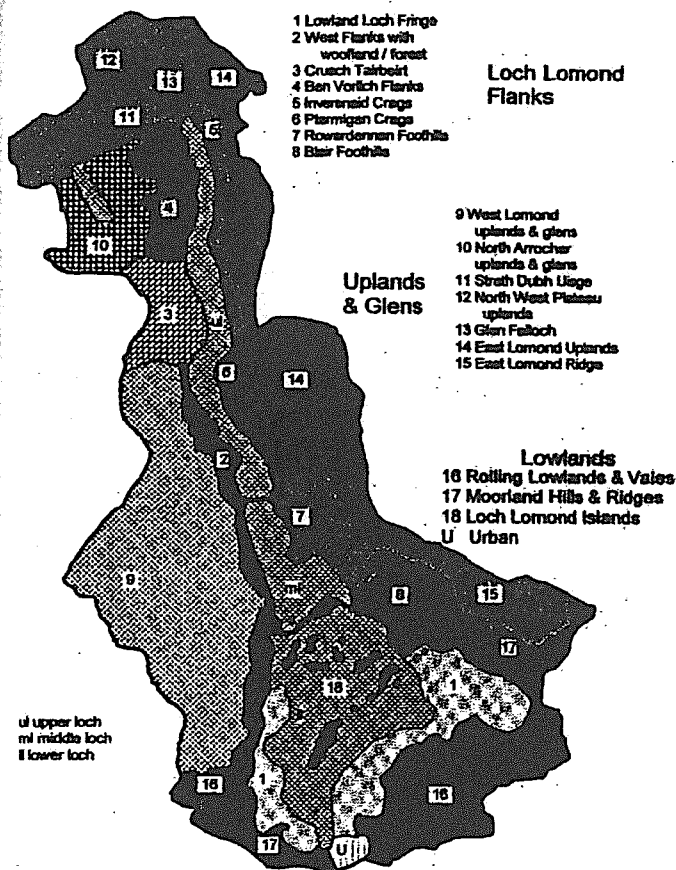 1 Lowland Loch Fringe
2 West Flanks with
woofland / forest
3 Cruach Tairbeirt
4 Ben Vorlich Flanks
5 Inversnaid Crags
6 Ptarmigan Crags
7 Rowardennan Foothills
8 Blair Foothills
Loch Lomond
Flanks
Uplands
& Glens
9 West Lomond
uplands & glens
10 North Arrochar
uplands & glens
11 Strath Dubh Uisge
12 North West Plateau
uplands
13 Glen Falloch
14 East Lomond Uplands
15 East Lomond Ridge
Lowlands
16 Rolling Lowlands & Vales
17 Moorland Hills & Ridges
18 Loch Lomond Islands
U Urban
ul upper loch
ml middle loch
ll lower loch
12
13
14
11
5
4
10
3
ul
6
14
2
7
9
8
15
17
18
1
16
1
16
17
U